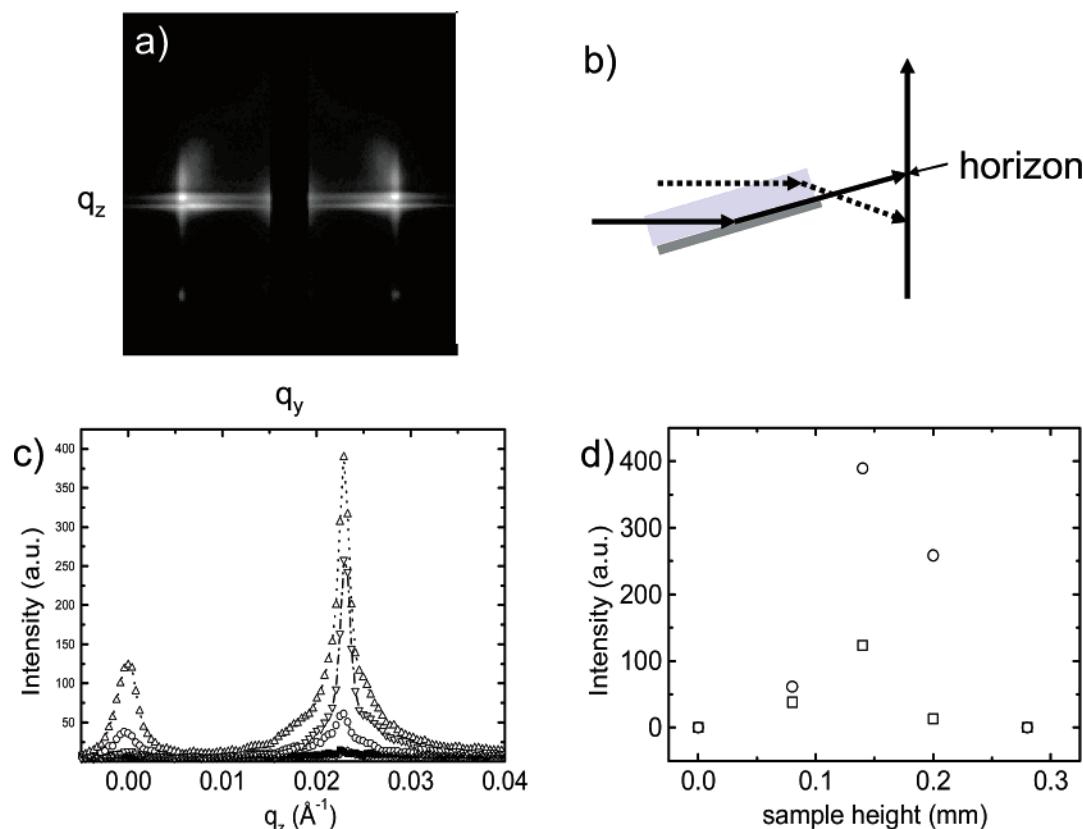 a)
q_z
q_y
b)
horizon
c)
Intensity (a.u.)
400
350
300
250
200
150
100
50
0.00 0.01 0.02 0.03 0.04
q_z (Å⁻¹)
d)
Intensity (a.u.)
400
300
200
100
0
0.0 0.1 0.2 0.3
sample height (mm)